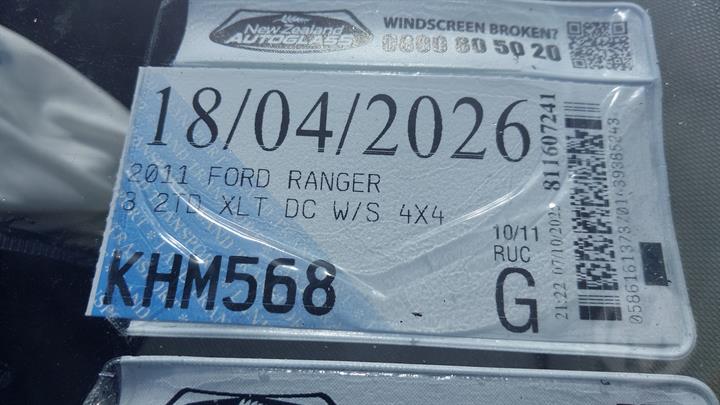 New Zealand
AUTOGLASS
WINDSCREEN BROKEN?
0800 80 50 20
18/04/2026
2011 FORD RANGER
3 2TD XLT DC W/S 4X4
KHM568
10/11
RUC
G
811607241
TRANSPORT